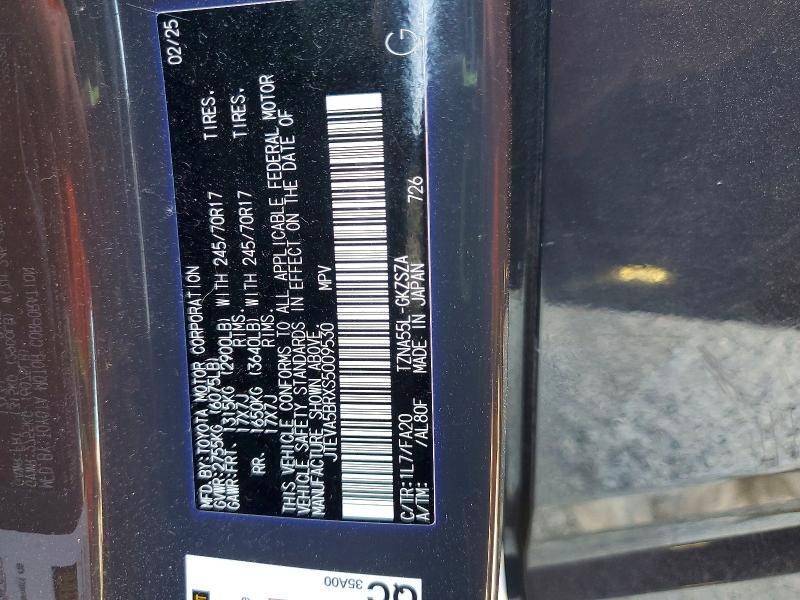 MFD.BY:TOYOTA MOTOR CORPORATION 02/25
GVWR:2755KG (6075LB)
GAWR:FRT. 1315KG (2900LB) WITH 245/70R17 TIRES.
17X7J RIMS.
RR. 1650KG (3640LB) WITH 245/70R17 TIRES.
17X7J RIMS.
THIS VEHICLE CONFORMS TO ALL APPLICABLE FEDERAL MOTOR
VEHICLE SAFETY STANDARDS IN EFFECT ON THE DATE OF
MANUFACTURE SHOWN ABOVE.
JTEVA5BRXS5009530 MPV
C/TR:1L7/FA20 TZNA55L-GKZSZA G
A/TM: /AL80F MADE IN JAPAN 726
35A00
QC